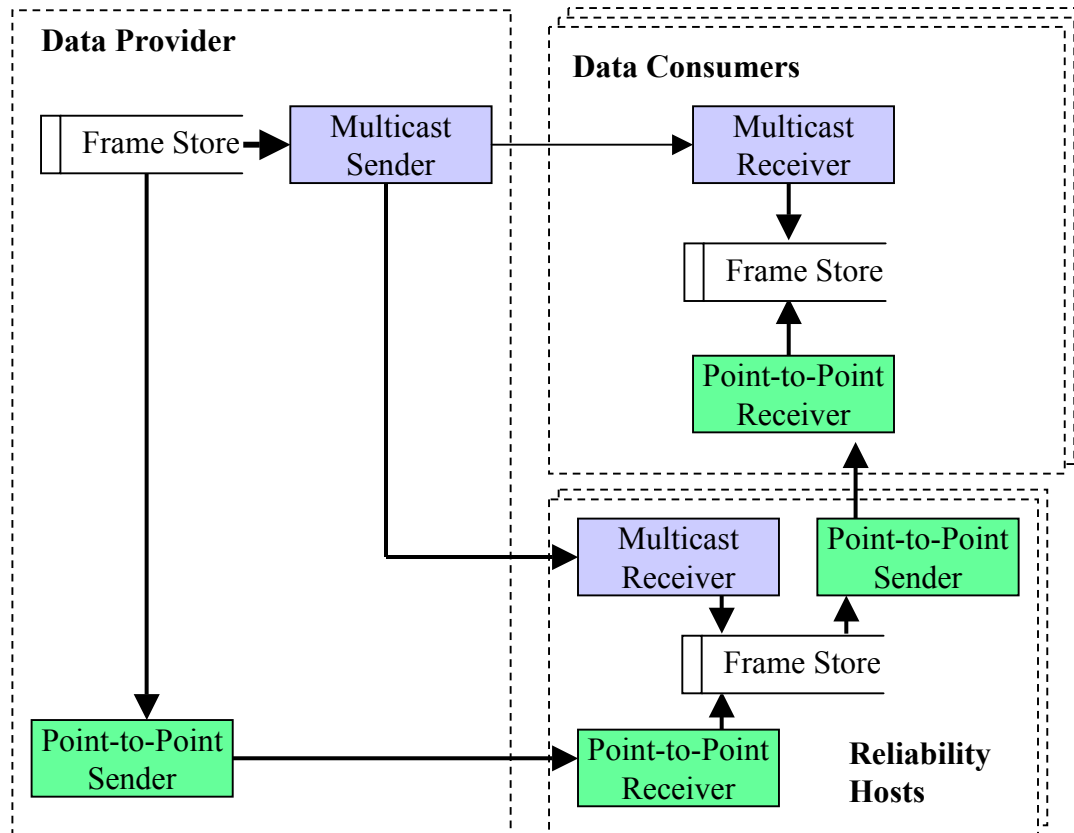 Data Provider
Frame Store
Multicast
Sender
Point-to-Point
Sender
Data Consumers
Multicast
Receiver
Frame Store
Point-to-Point
Receiver
Multicast
Receiver
Point-to-Point
Sender
Frame Store
Point-to-Point
Receiver
Reliability
Hosts